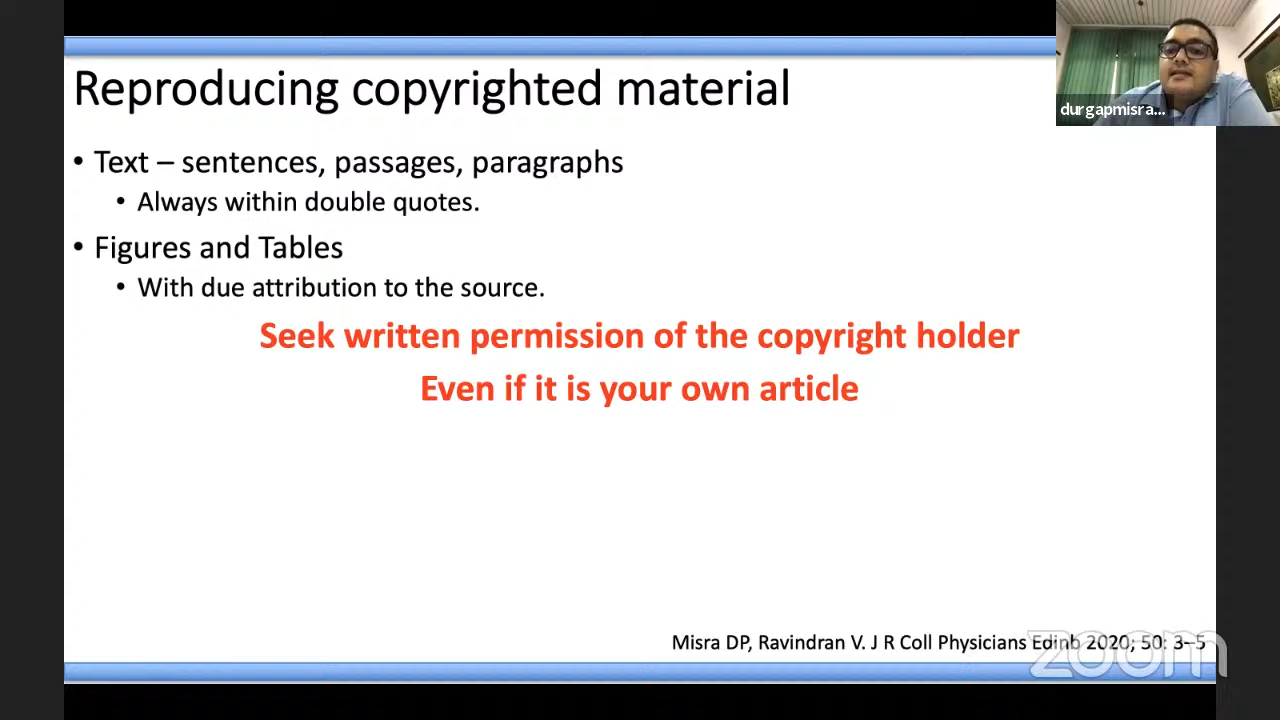 Reproducing copyrighted material
durgapmisra...
• Text – sentences, passages, paragraphs
• Always within double quotes.
• Figures and Tables
• With due attribution to the source.
Seek written permission of the copyright holder
Even if it is your own article
Misra DP, Ravindran V. J R Coll Physicians Edinb 2020; 50: 3–5
zoom